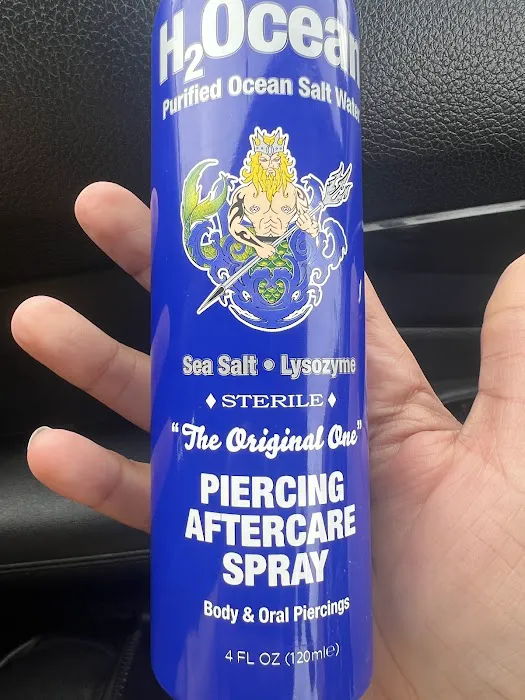 H2Ocean
Purified Ocean Salt Water
Sea Salt • Lysozyme
♦ STERILE ♦
"The Original One"
PIERCING
AFTERCARE
SPRAY
Body & Oral Piercings
4 FL OZ (120ml℮)